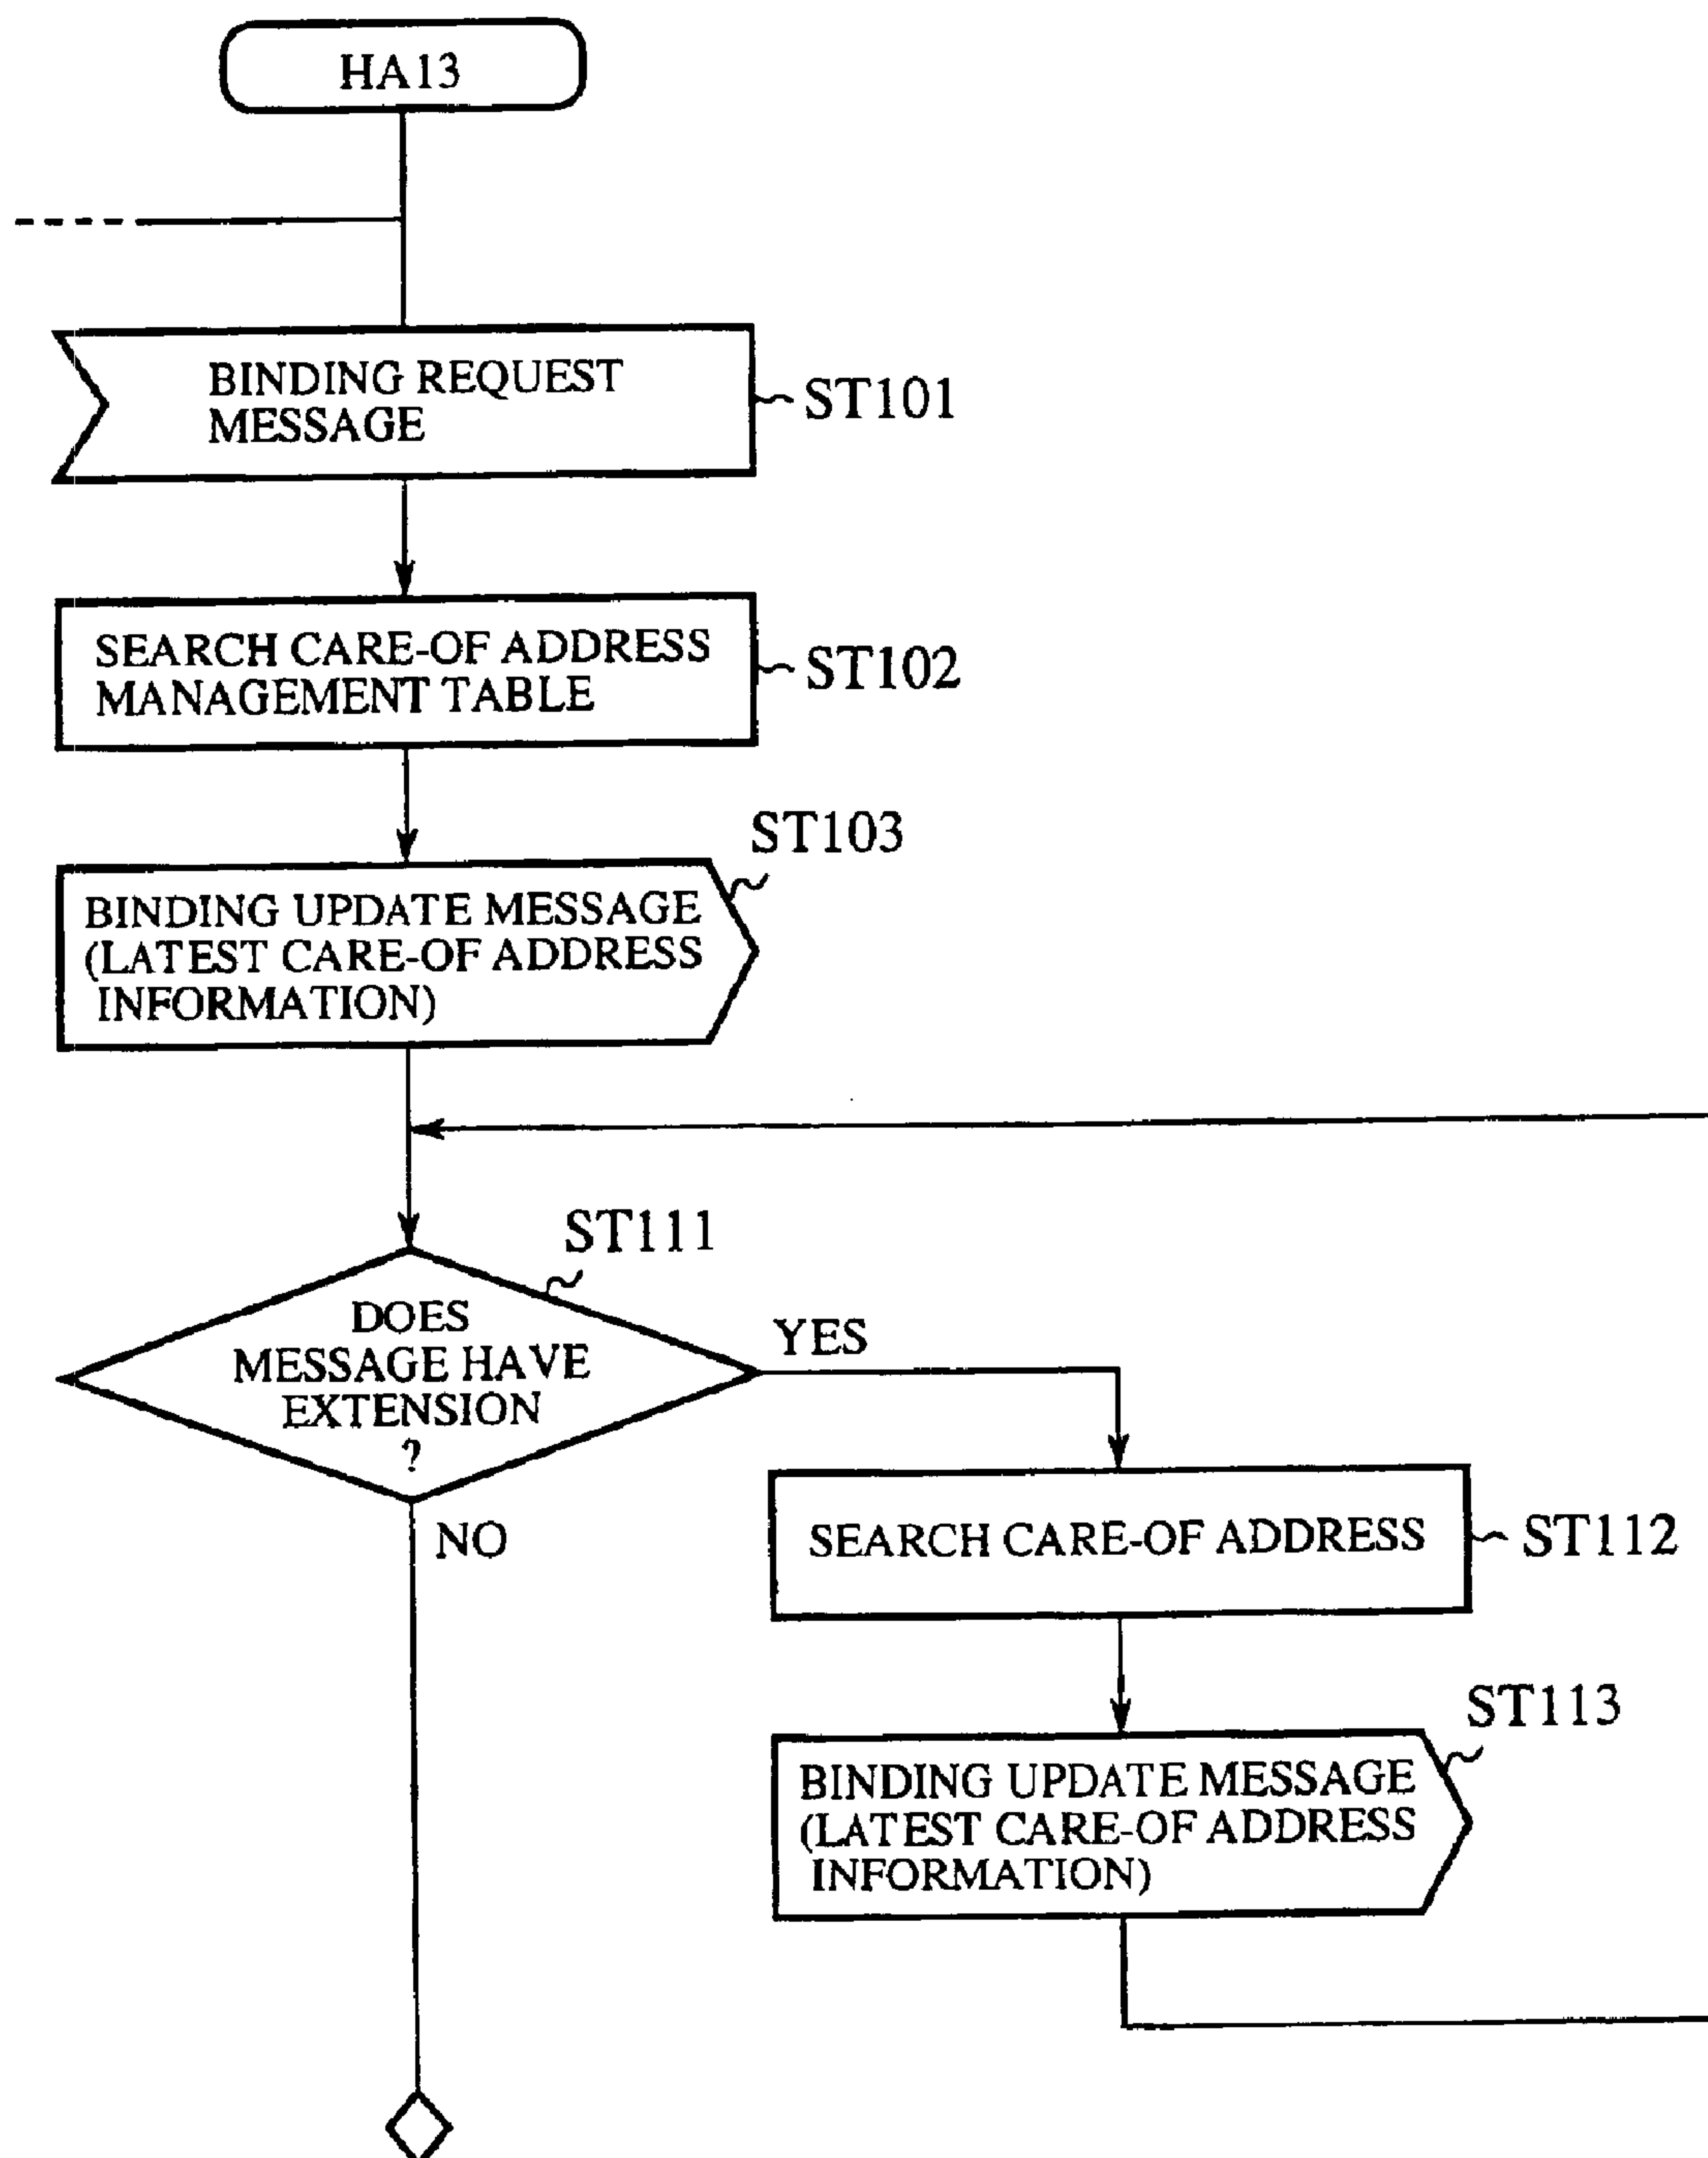 HA13
BINDING REQUEST
MESSAGE
ST101
SEARCH CARE-OF ADDRESS
MANAGEMENT TABLE
ST102
ST103
BINDING UPDATE MESSAGE
(LATEST CARE-OF ADDRESS
INFORMATION)
ST111
DOES
MESSAGE HAVE
EXTENSION
?
YES
NO
SEARCH CARE-OF ADDRESS
ST112
ST113
BINDING UPDATE MESSAGE
(LATEST CARE-OF ADDRESS
INFORMATION)